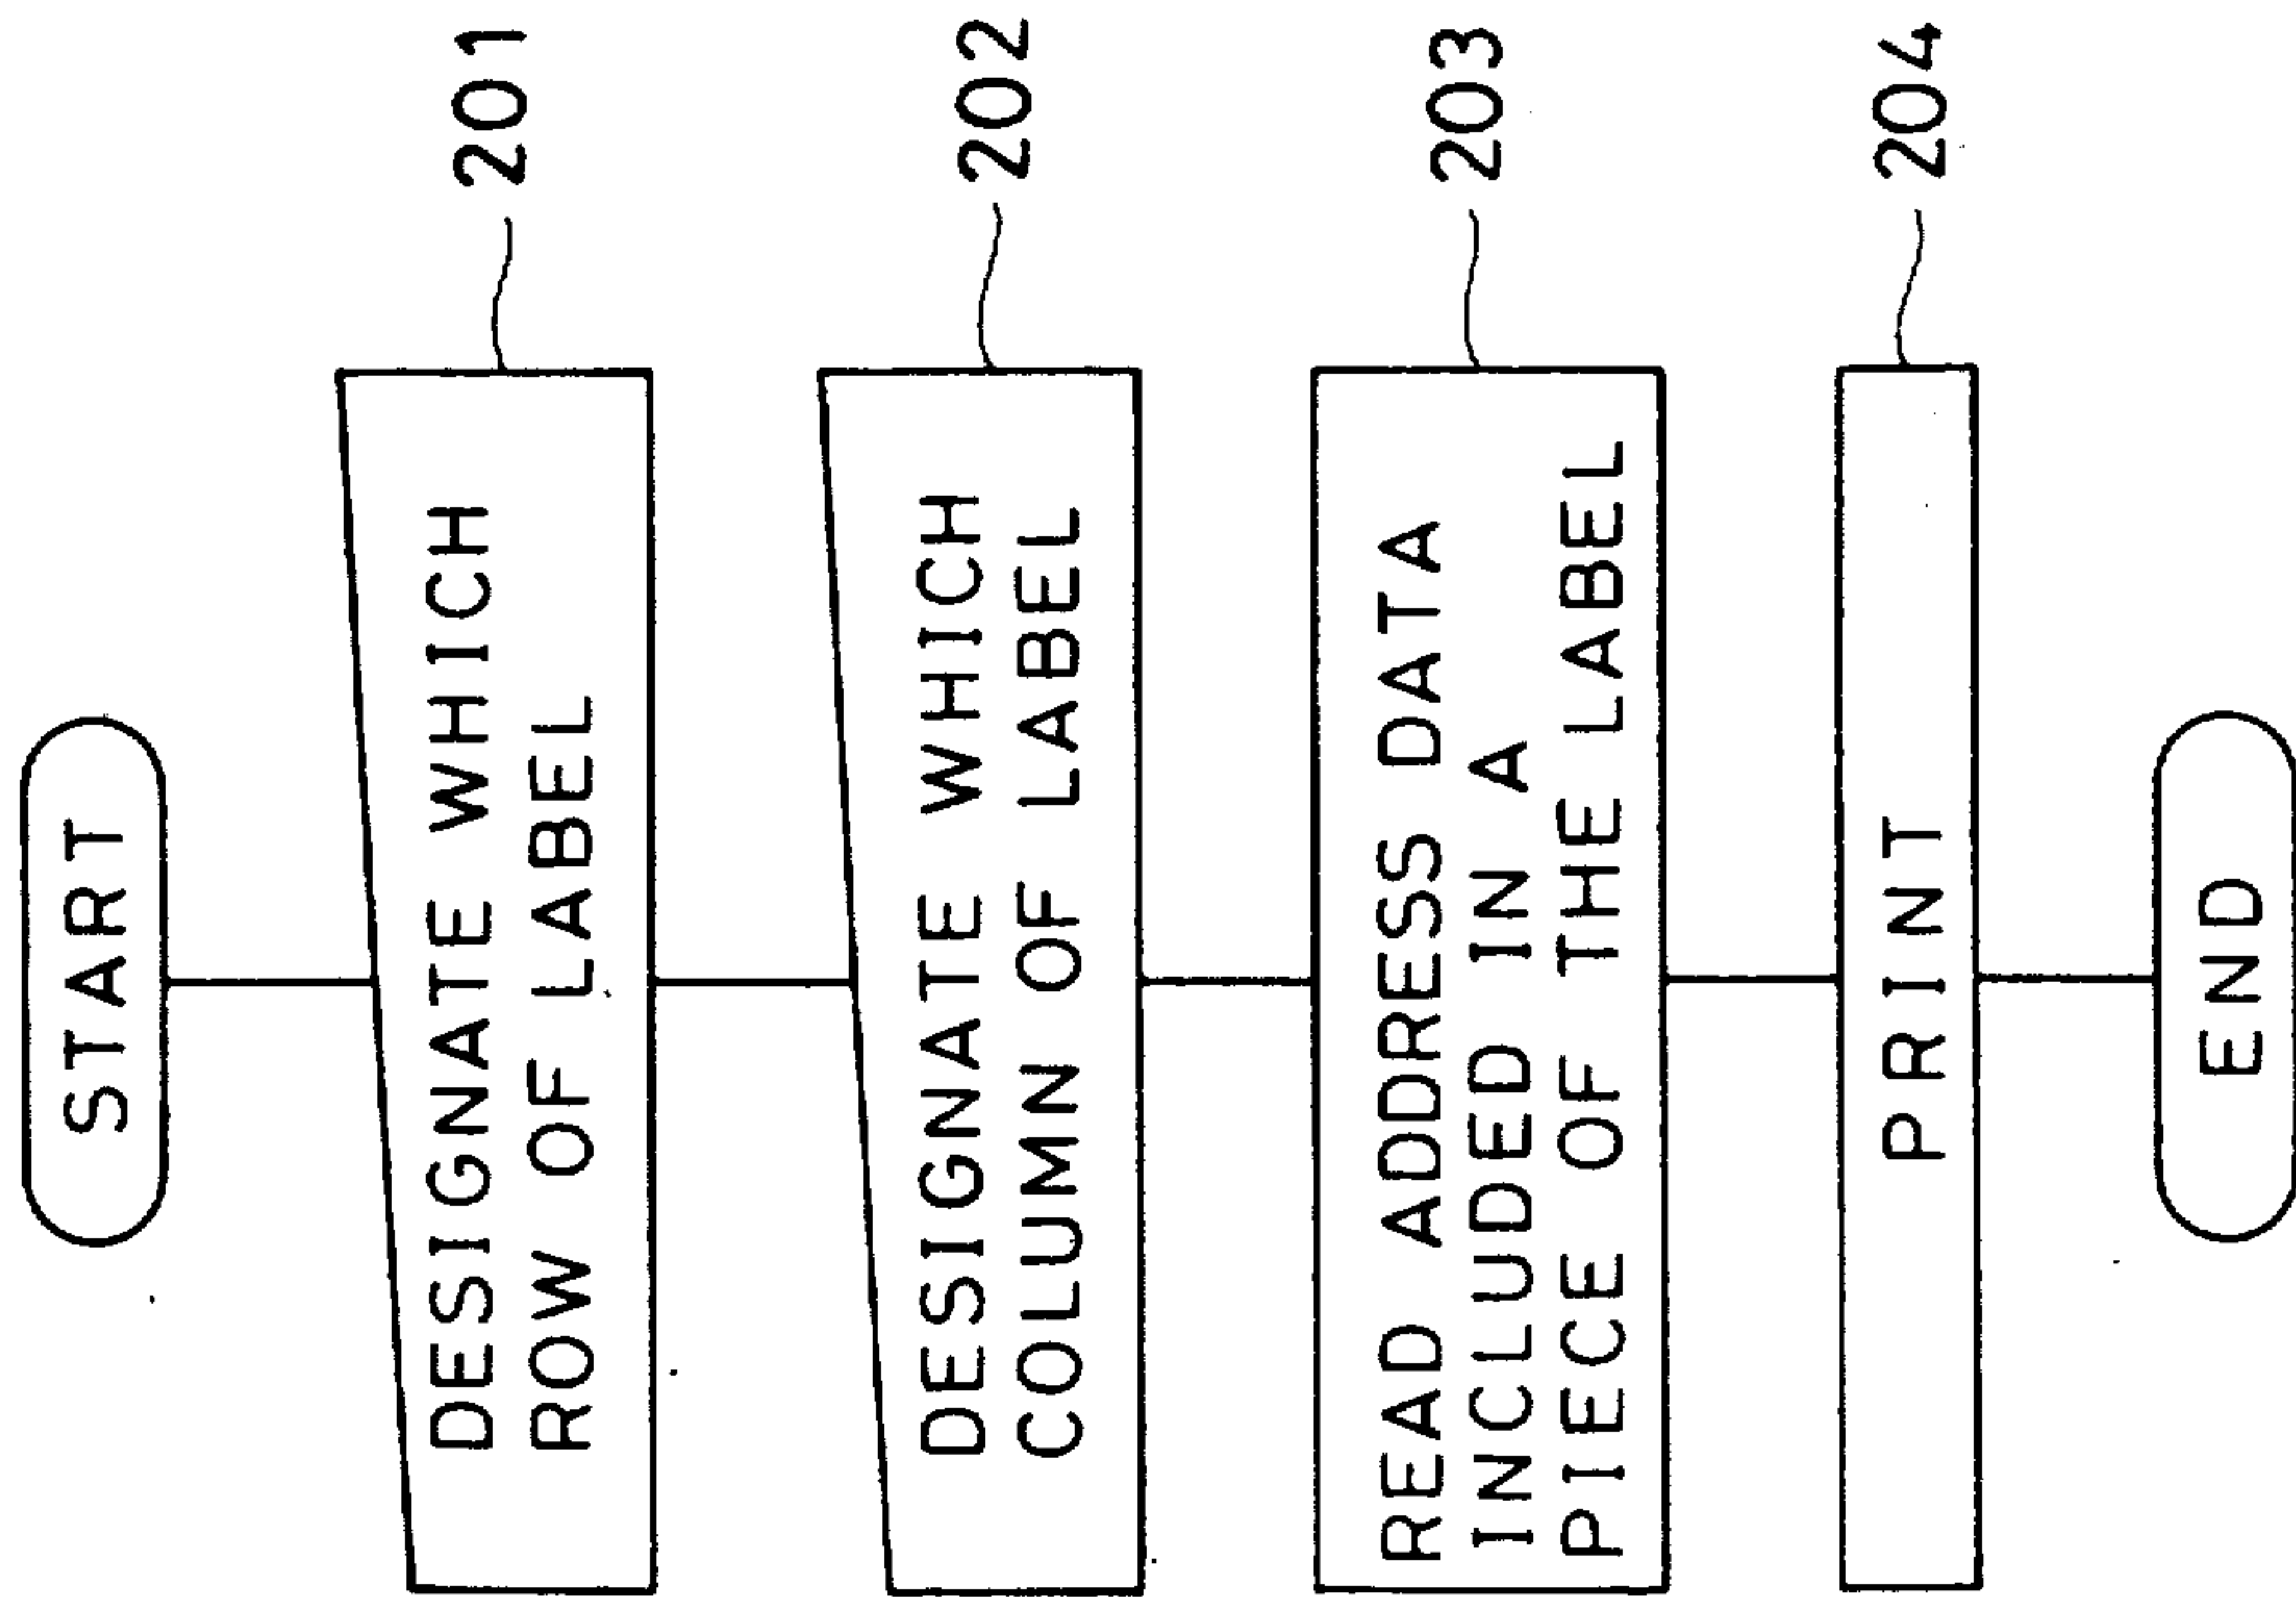 START
DESIGNATE WHICH
ROW OF LABEL
201
DESIGNATE WHICH
COLUMN OF LABEL
202
READ ADDRESS DATA
INCLUDED IN A
PIECE OF THE LABEL
203
PRINT
204
END